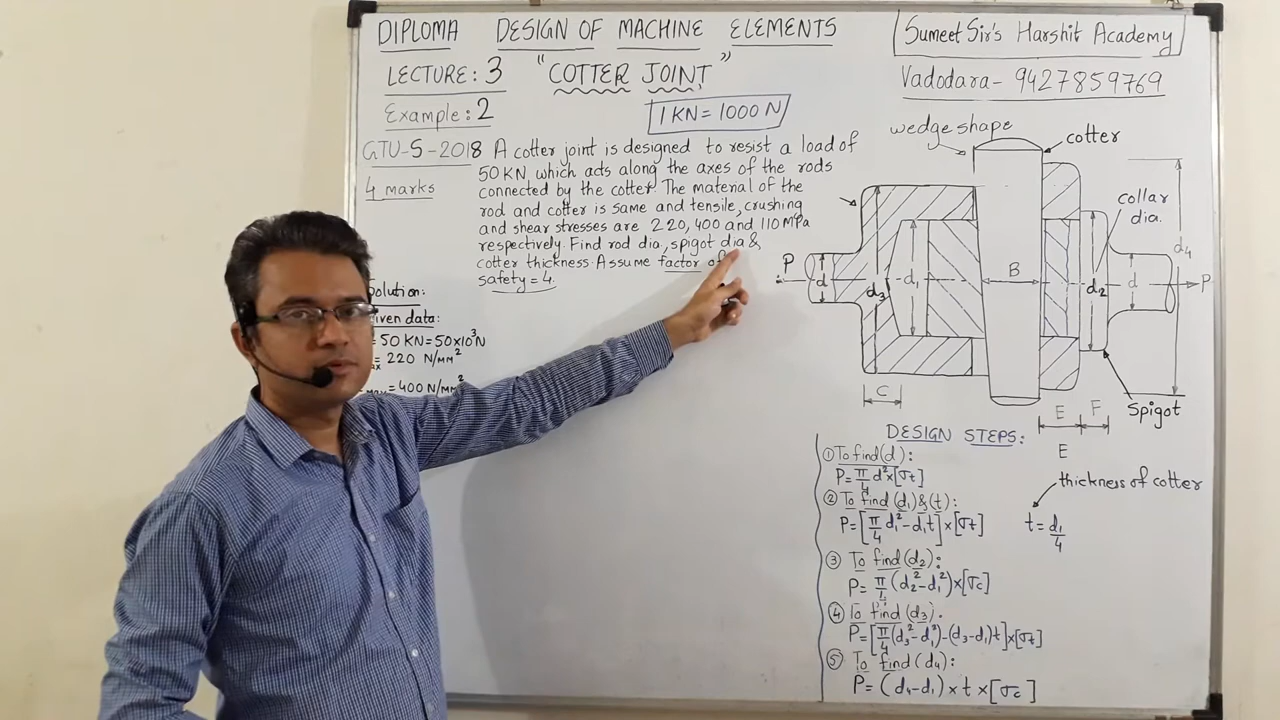 DIPLOMA DESIGN OF MACHINE ELEMENTS
LECTURE: 3 "COTTER JOINT"
Example: 2
1 KN = 1000 N
GTU-S-2018 A cotter joint is designed to resist a load of
4 marks
50 KN which acts along the axes of the rods
connected by the cotter. The material of the
rod and cotter is same and tensile, crushing
and shear stresses are 220, 400 and 110 MPa
respectively. Find rod dia, spigot dia &
cotter thickness. Assume factor of
safety = 4.
Solution:
Given data:
= 50 KN = 50 x 10³ N
= 220 N/mm²
max = 400 N/mm²
Sumeet Sir's Harshit Academy
Vadodara - 9427859769
wedge shape
cotter
collar
dia.
P
d
d3
d1
B
d2
d
d4
P
C
E
F
E
Spigot
DESIGN STEPS:
① To find (d):
P = π/4 d² x [σt]
② To find (d1) & (t):
P = [π/4 d1² - d1t] x [σt]
thickness of cotter
t = d1/4
③ To find (d2):
P = π/4 (d2² - d1²) x [σc]
④ To find (d3):
P = [π/4 (d3² - d1²) - (d3 - d1)t] x [σt]
⑤ To find (d4):
P = (d4 - d1) x t x [σc]